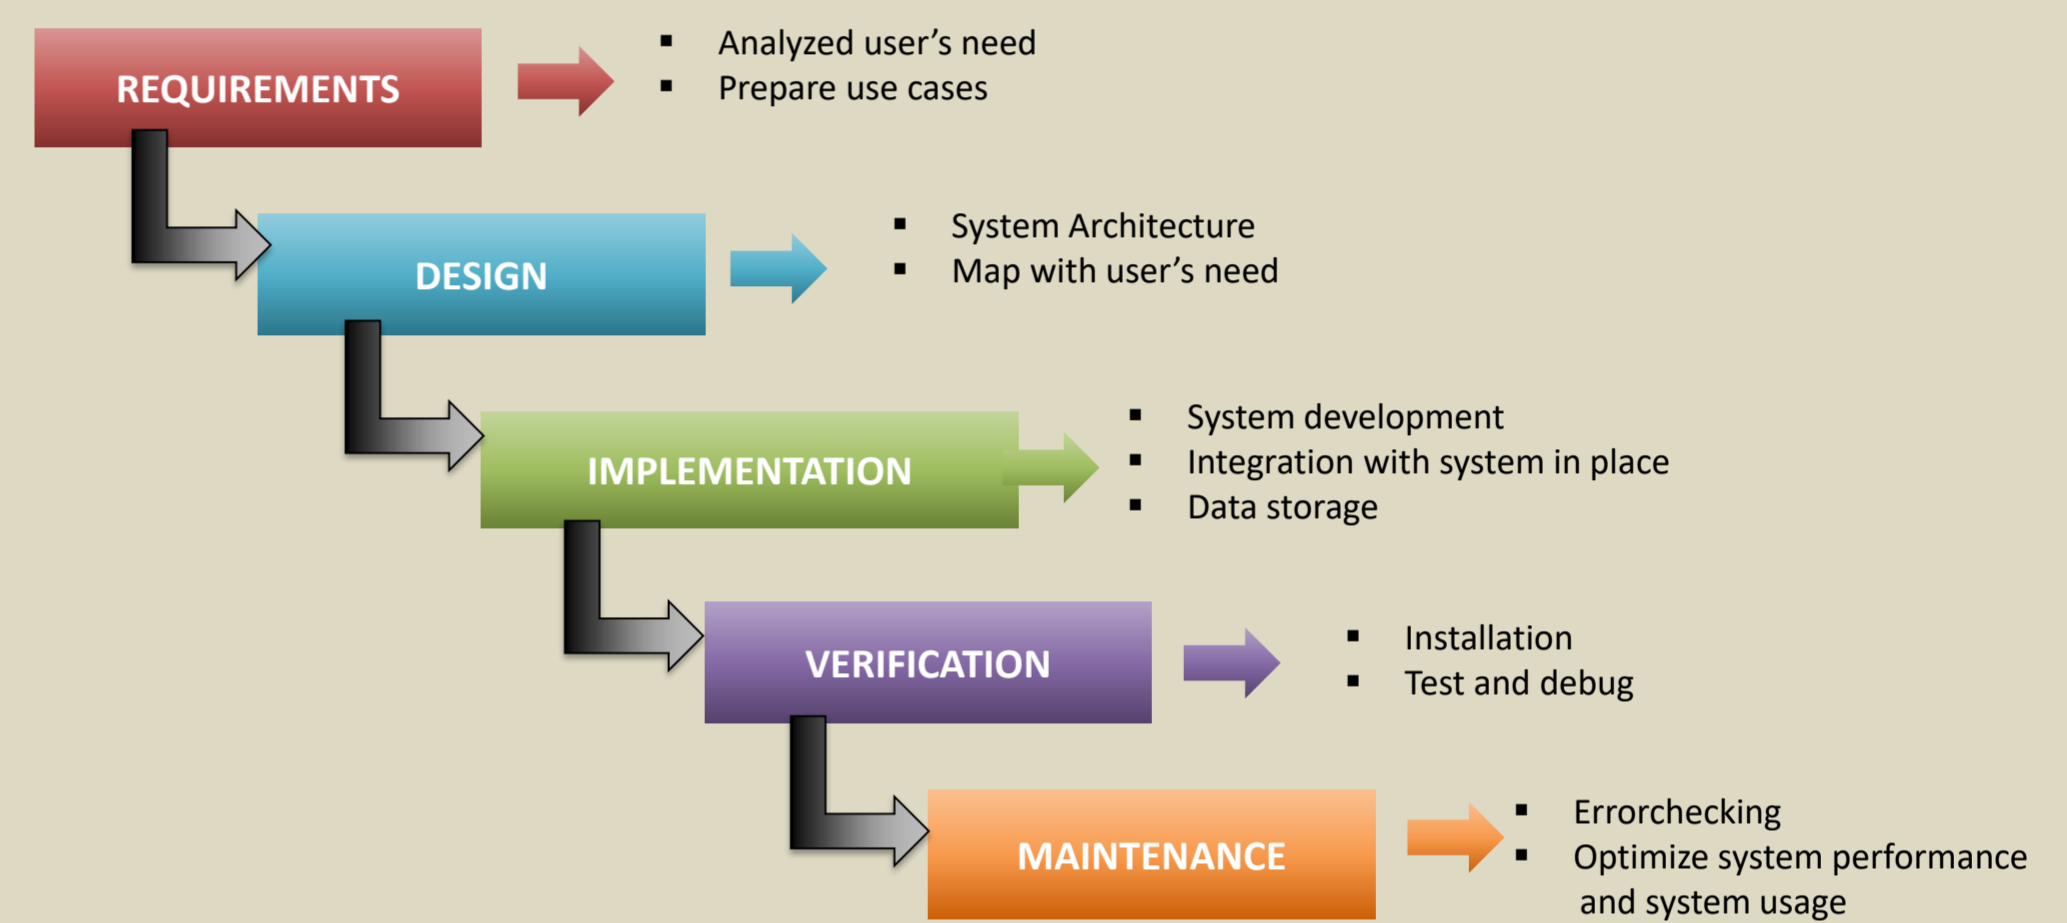 REQUIREMENTS
▪ Analyzed user’s need
▪ Prepare use cases
DESIGN
▪ System Architecture
▪ Map with user’s need
IMPLEMENTATION
▪ System development
▪ Integration with system in place
▪ Data storage
VERIFICATION
▪ Installation
▪ Test and debug
MAINTENANCE
▪ Errorchecking
▪ Optimize system performance
and system usage